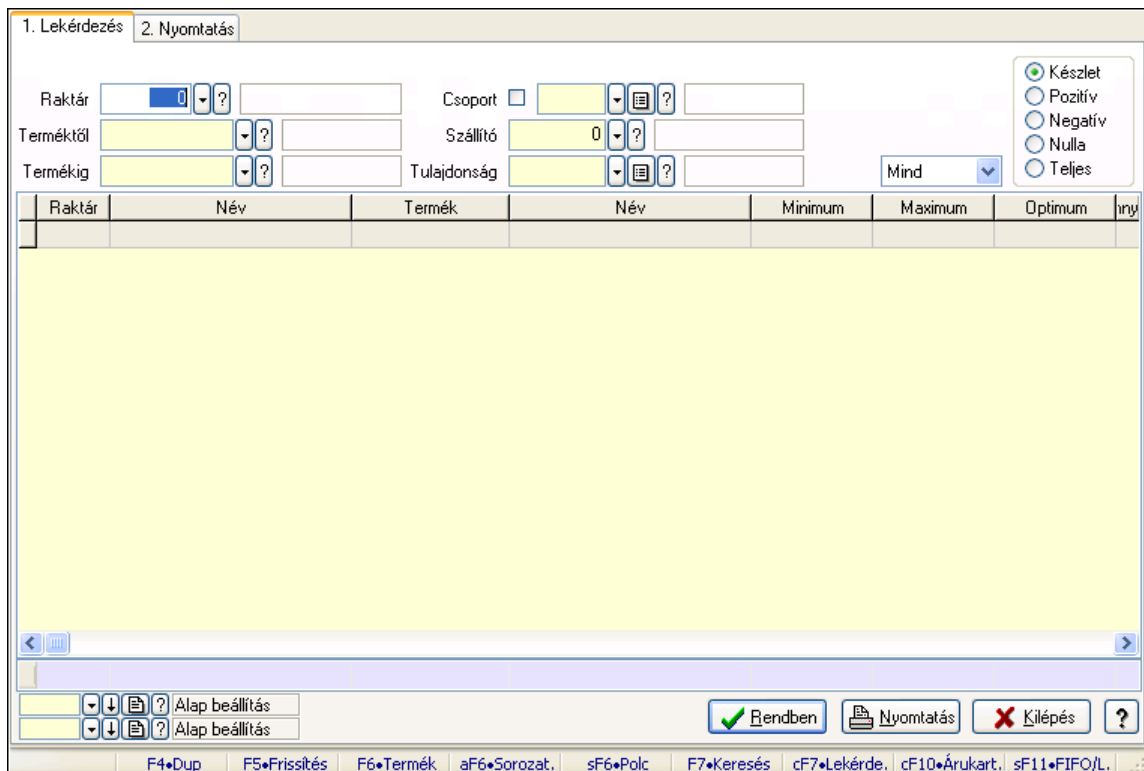 1. Lekérdezés 2. Nyomtatás
Raktár 0 ? Csoport ? Készlet
Pozitív
Terméktől ? Szállító 0 ? Negatív
Nulla
Termékig ? Tulajdonság ? Mind Teljes
Raktár Név Termék Név Minimum Maximum Optimum
? Alap beállítás
? Alap beállítás
Rendben Nyomtatás Kilépés ?
F4•Dup F5•Frissítés F6•Termék aF6•Sorozat. sF6•Polc F7•Keresés cF7•Lekérde. cF10•Árukart. sF11•FIFO/L.